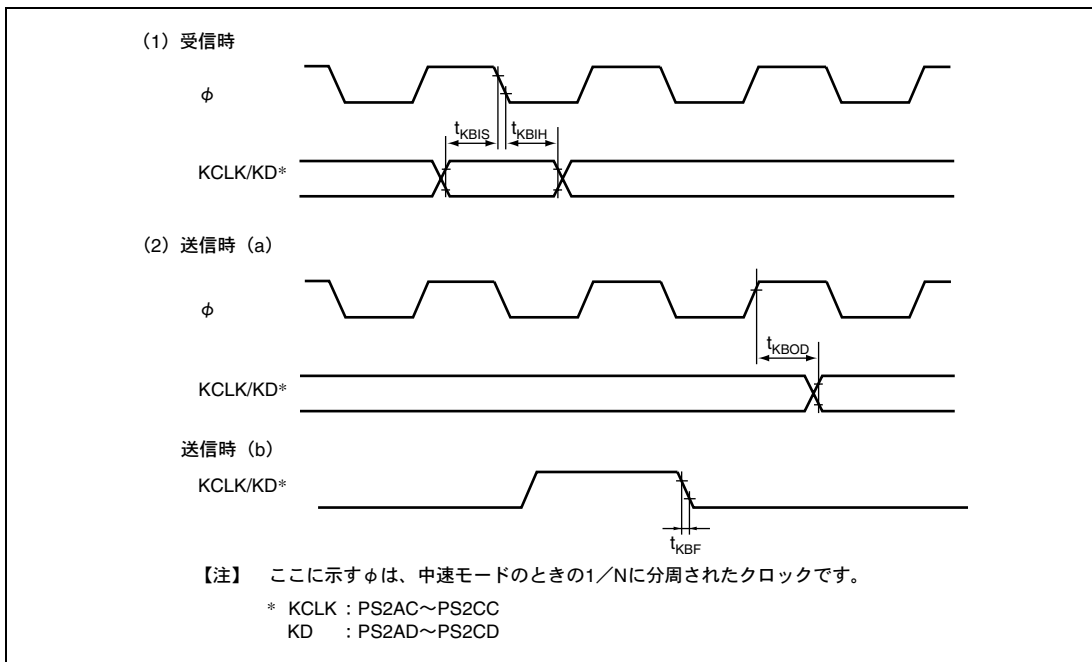 （1）受信時
φ
tKBIS tKBIH
KCLK/KD*
（2）送信時（a）
φ
tKBOD
KCLK/KD*
送信時（b）
KCLK/KD*
tKBF
【注】 ここに示すφは、中速モードのときの1／Nに分周されたクロックです。
* KCLK：PS2AC～PS2CC
KD ：PS2AD～PS2CD